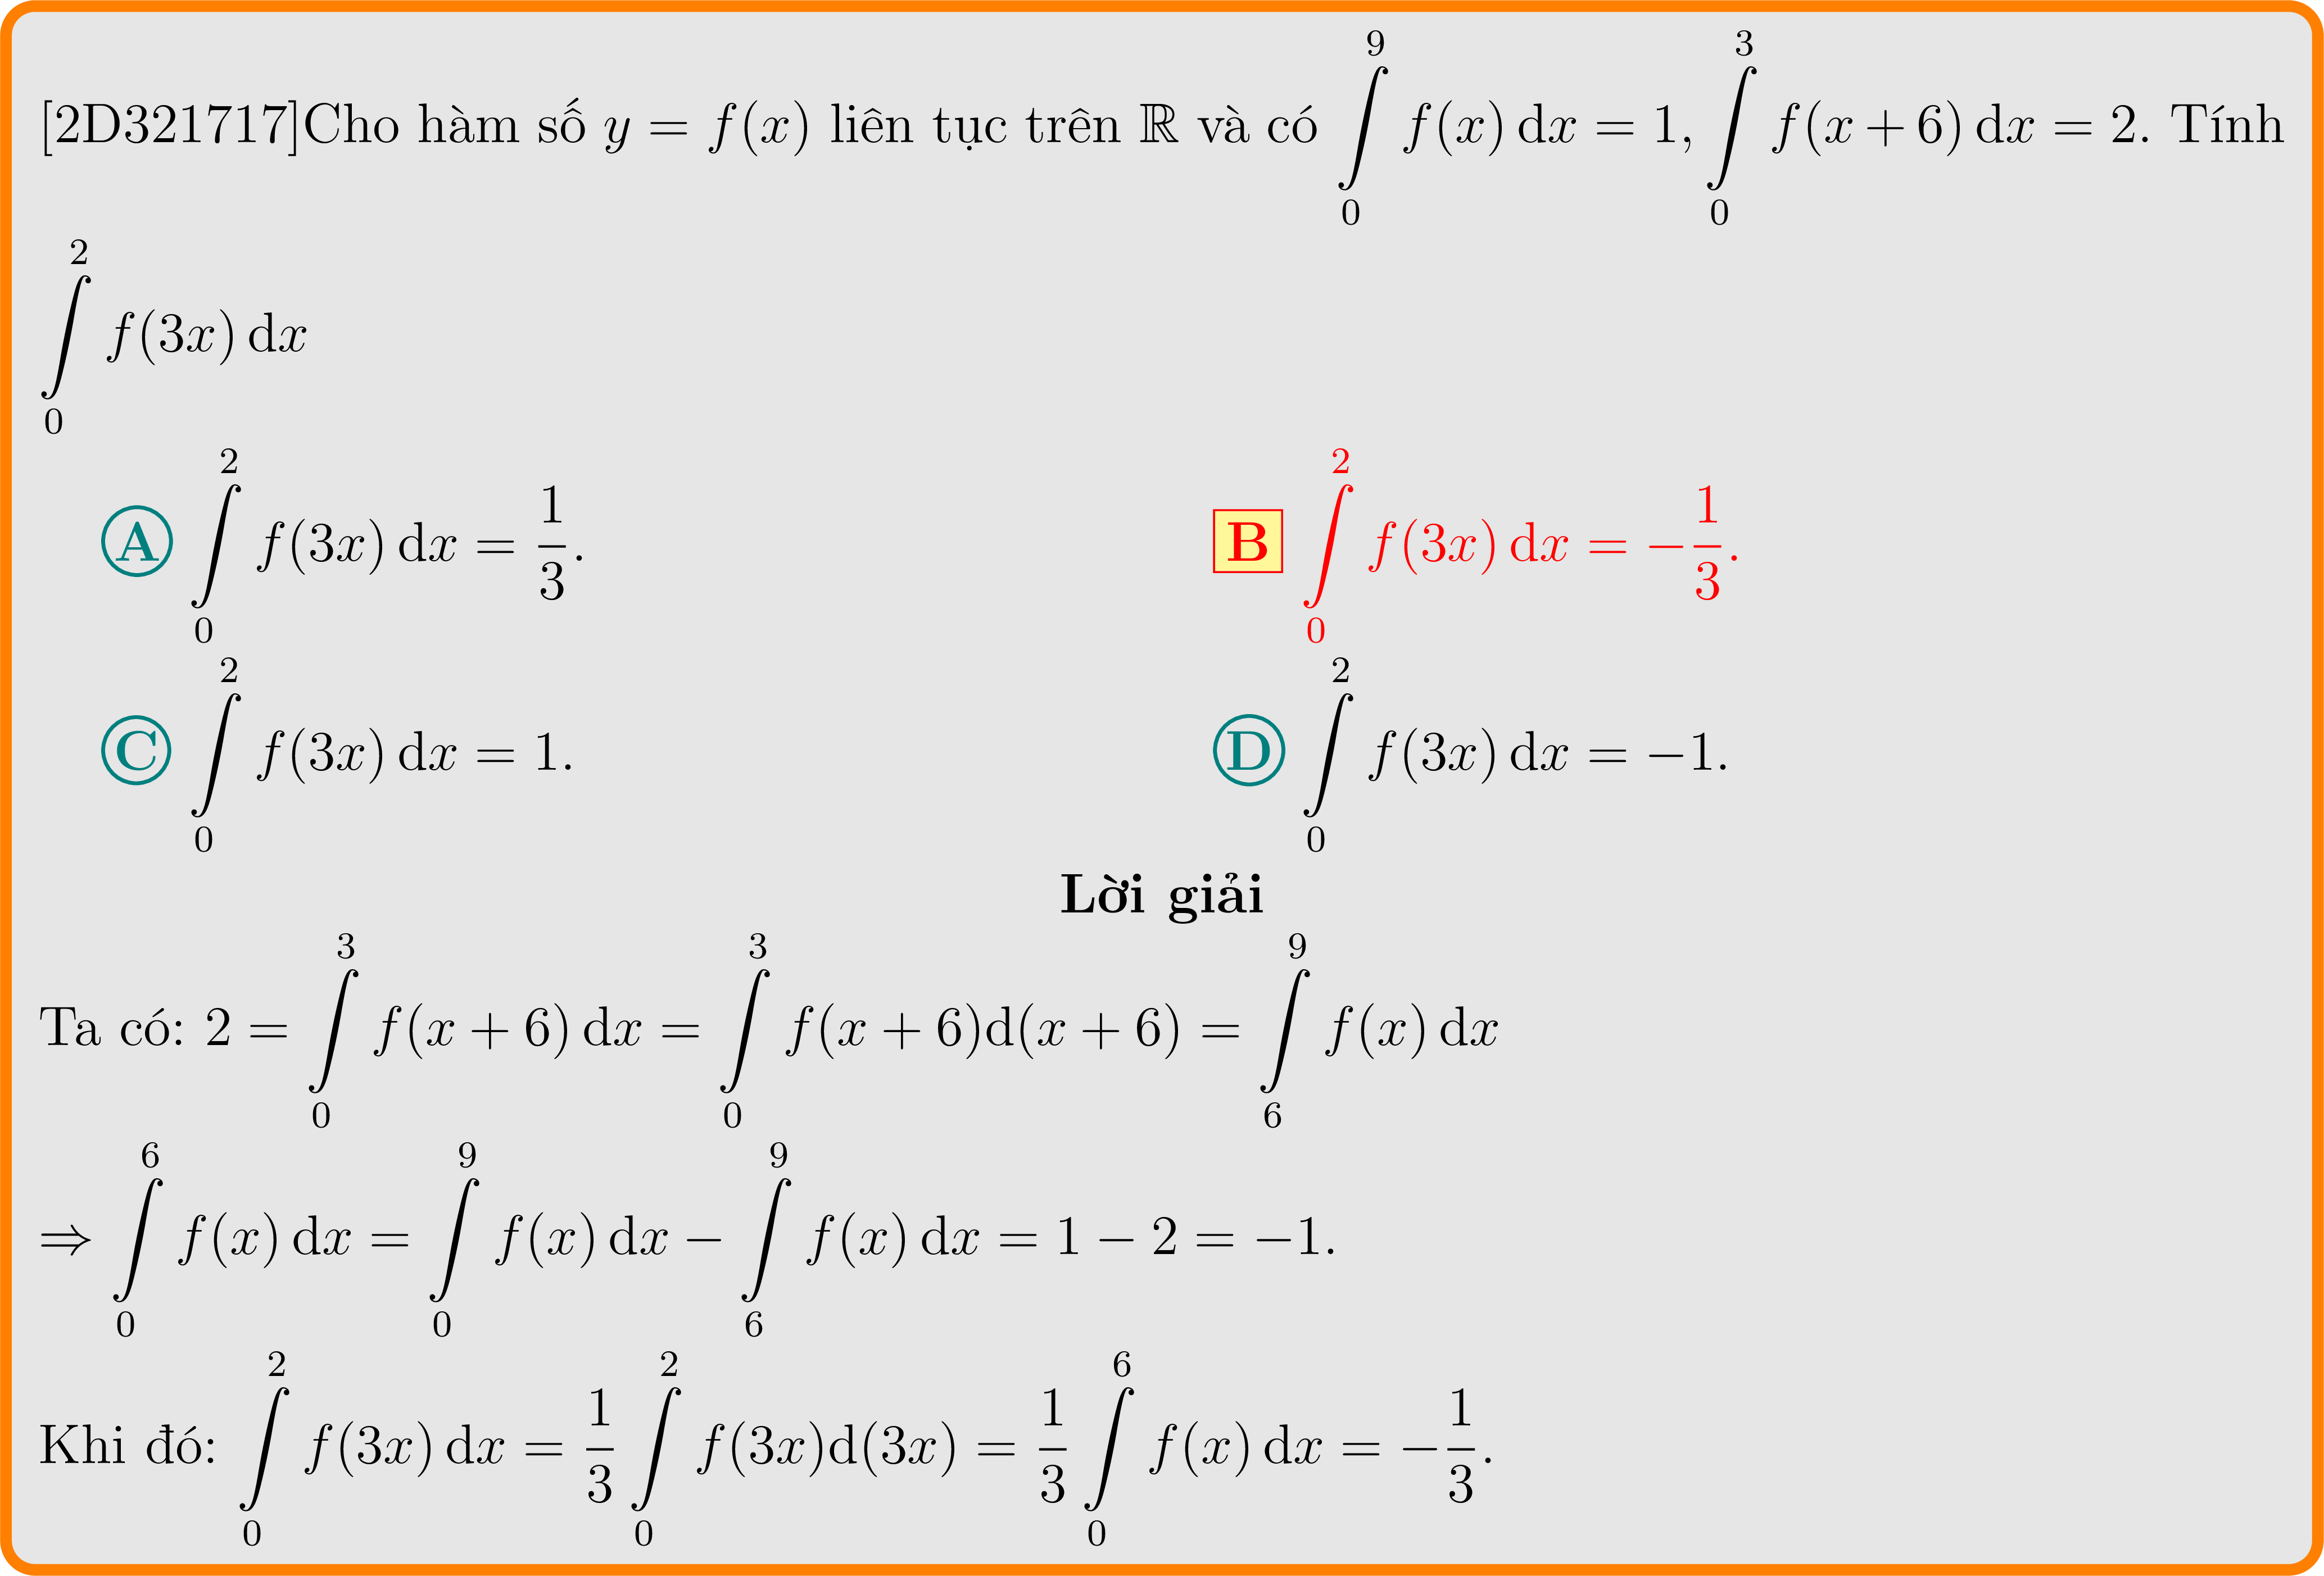 [2D321717]Cho hàm số $y = f(x)$ liên tục trên $\mathbb{R}$ và có $\int\limits_0^9 f(x)\,\mathrm{d}x = 1, \int\limits_0^3 f(x+6)\,\mathrm{d}x = 2$. Tính
$\int\limits_0^2 f(3x)\,\mathrm{d}x$
A $\int\limits_0^2 f(3x)\,\mathrm{d}x = \frac{1}{3}$. B $\int\limits_0^2 f(3x)\,\mathrm{d}x = -\frac{1}{3}$.
C $\int\limits_0^2 f(3x)\,\mathrm{d}x = 1$. D $\int\limits_0^2 f(3x)\,\mathrm{d}x = -1$.
Lời giải
Ta có: $2 = \int\limits_0^3 f(x+6)\,\mathrm{d}x = \int\limits_0^3 f(x+6)\mathrm{d}(x+6) = \int\limits_6^9 f(x)\,\mathrm{d}x$
$\Rightarrow \int\limits_0^6 f(x)\,\mathrm{d}x = \int\limits_0^9 f(x)\,\mathrm{d}x - \int\limits_6^9 f(x)\,\mathrm{d}x = 1 - 2 = -1$.
Khi đó: $\int\limits_0^2 f(3x)\,\mathrm{d}x = \frac{1}{3} \int\limits_0^2 f(3x)\mathrm{d}(3x) = \frac{1}{3} \int\limits_0^6 f(x)\,\mathrm{d}x = -\frac{1}{3}$.